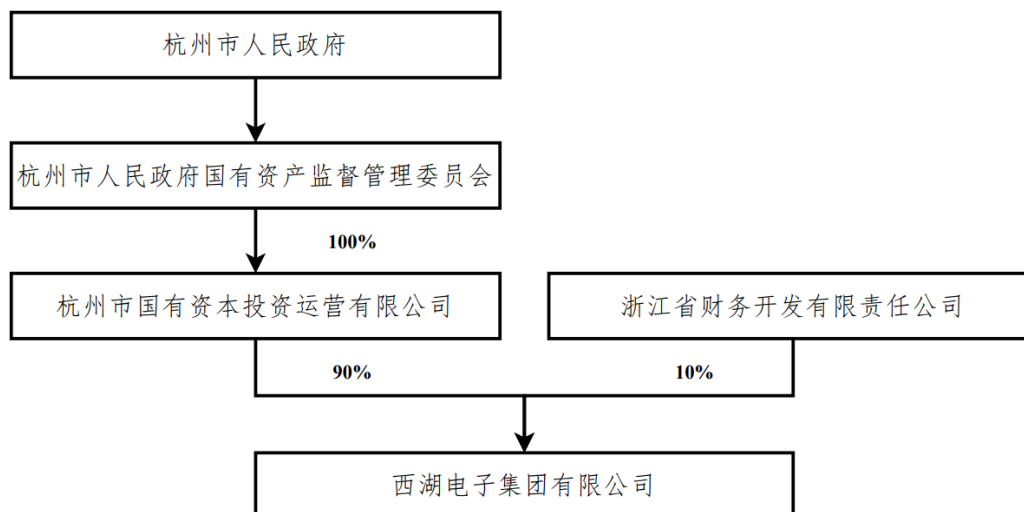 杭州市人民政府
杭州市人民政府国有资产监督管理委员会
100%
杭州市国有资本投资运营有限公司
浙江省财务开发有限责任公司
90%
10%
西湖电子集团有限公司